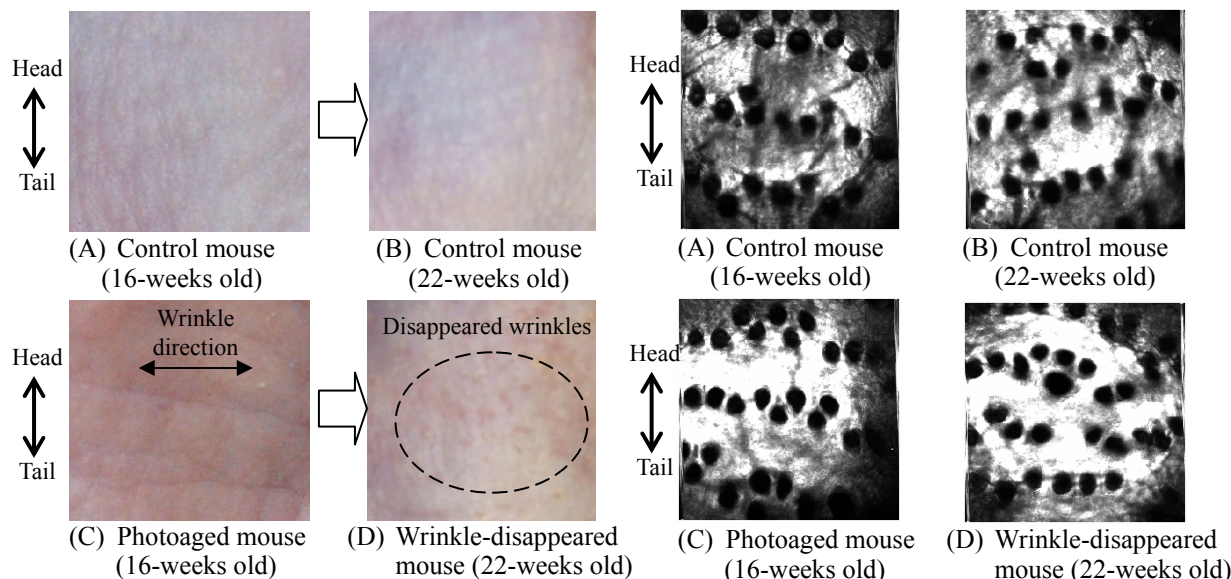 Head
Tail
(A) Control mouse
(16-weeks old)
(B) Control mouse
(22-weeks old)
Head
Tail
(A) Control mouse
(16-weeks old)
(B) Control mouse
(22-weeks old)
Head
Tail
Wrinkle
direction
(C) Photoaged mouse
(16-weeks old)
Disappeared wrinkles
(D) Wrinkle-disappeared
mouse (22-weeks old)
Head
Tail
(C) Photoaged mouse
(16-weeks old)
(D) Wrinkle-disappeared
mouse (22-weeks old)